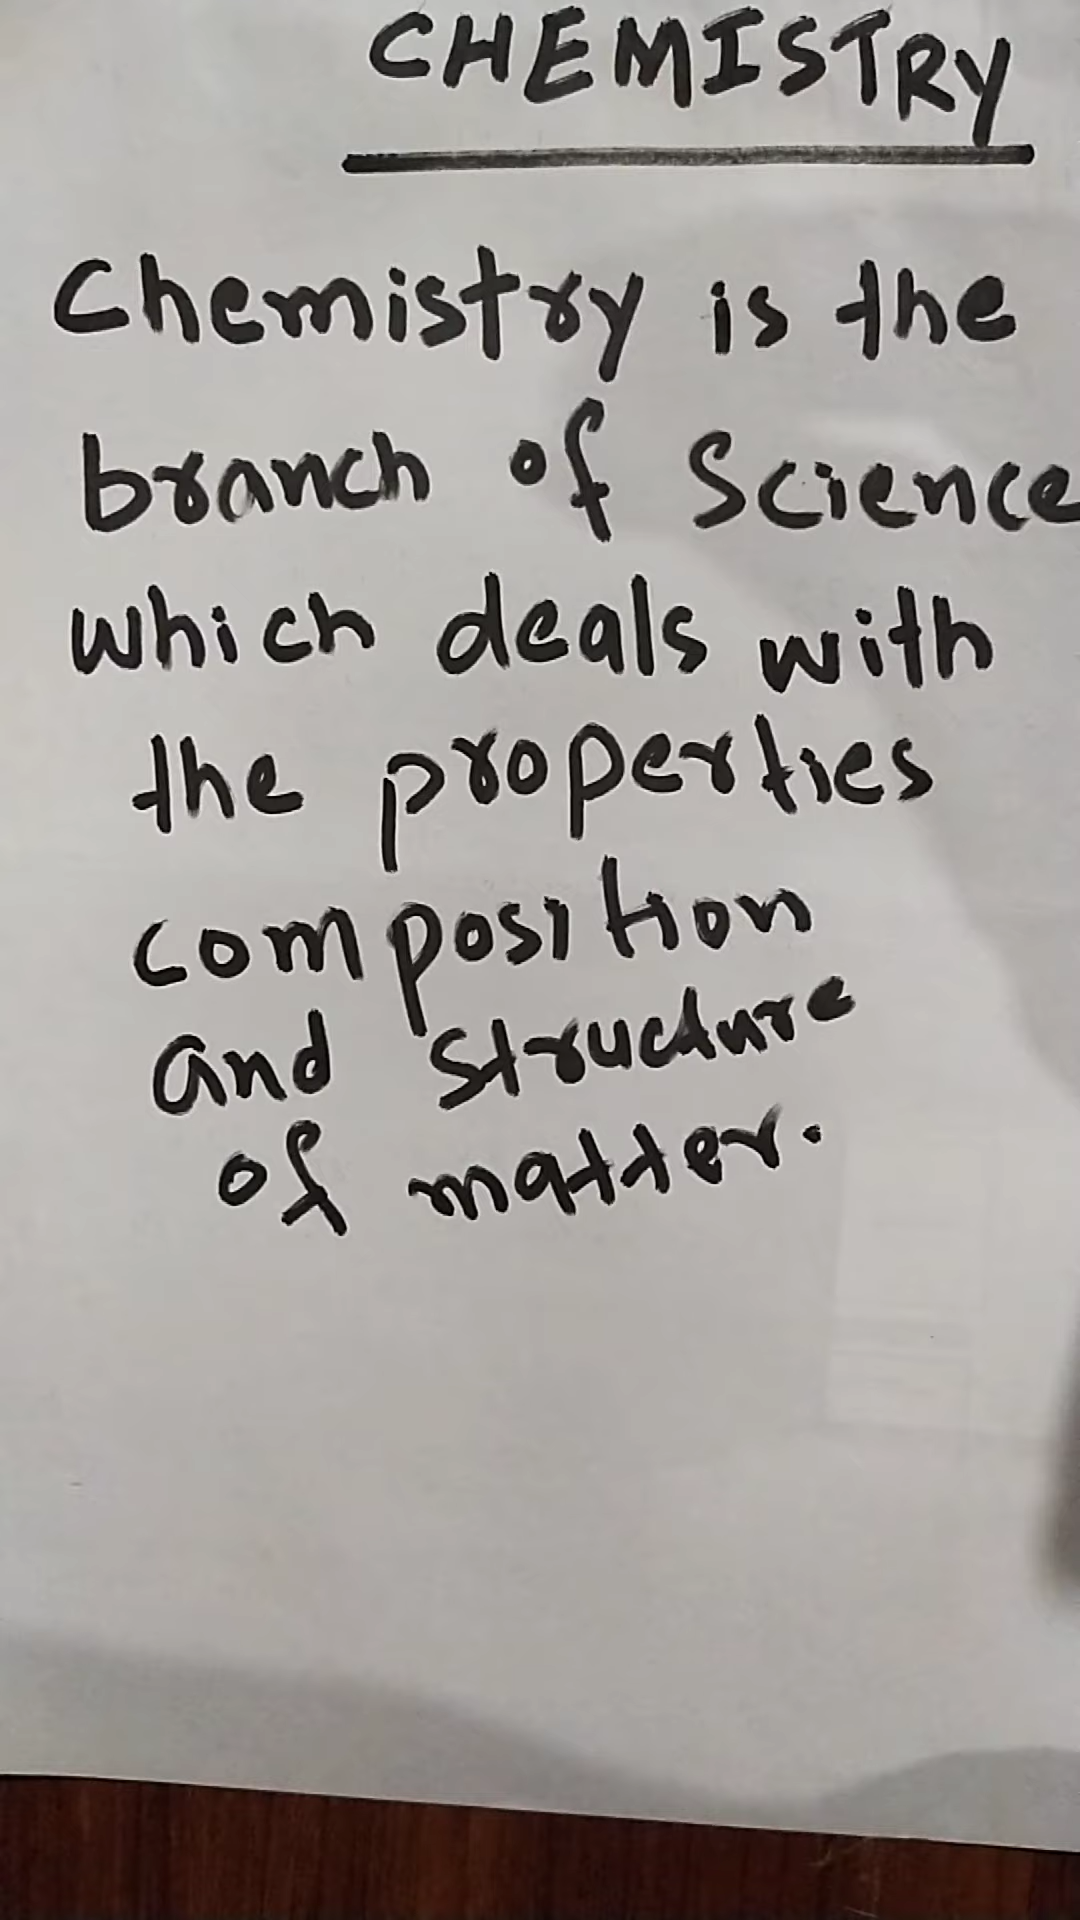 CHEMISTRY
Chemistry is the
branch of Science
which deals with
the properties
composition
and structure
of matter.